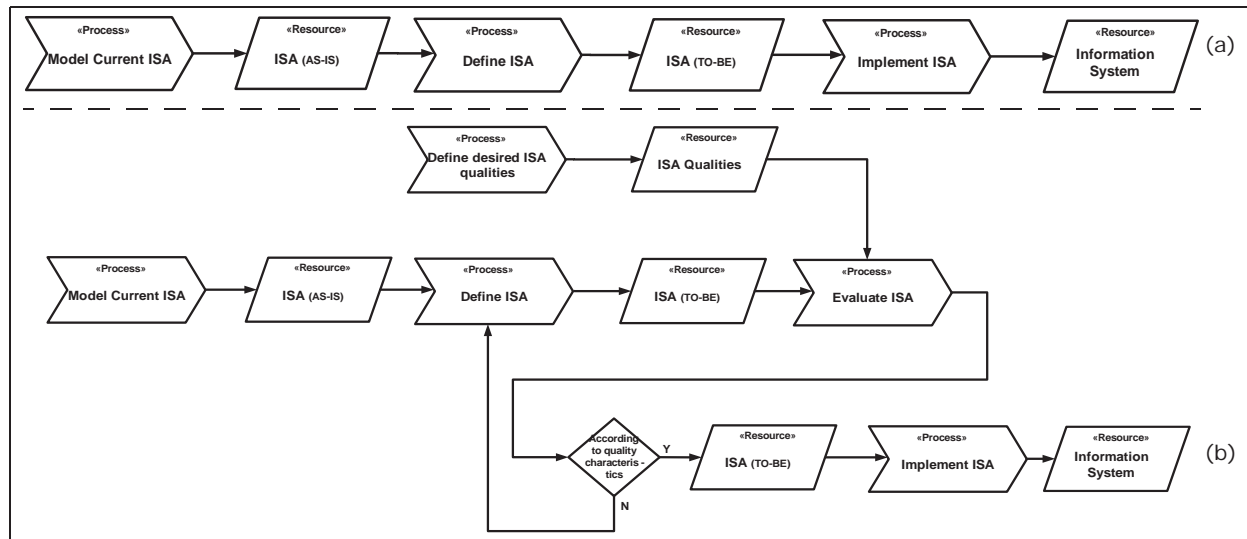 «Process»
Model Current ISA
«Resource»
ISA (AS-IS)
«Process»
Define ISA
«Resource»
ISA (TO-BE)
«Process»
Implement ISA
«Resource»
Information
System
(a)
«Process»
Define desired ISA
qualities
«Resource»
ISA Qualities
«Process»
Model Current ISA
«Resource»
ISA (AS-IS)
«Process»
Define ISA
«Resource»
ISA (TO-BE)
«Process»
Evaluate ISA
According
to quality
characteris -
tics
Y
N
«Resource»
ISA (TO-BE)
«Process»
Implement ISA
«Resource»
Information
System
(b)